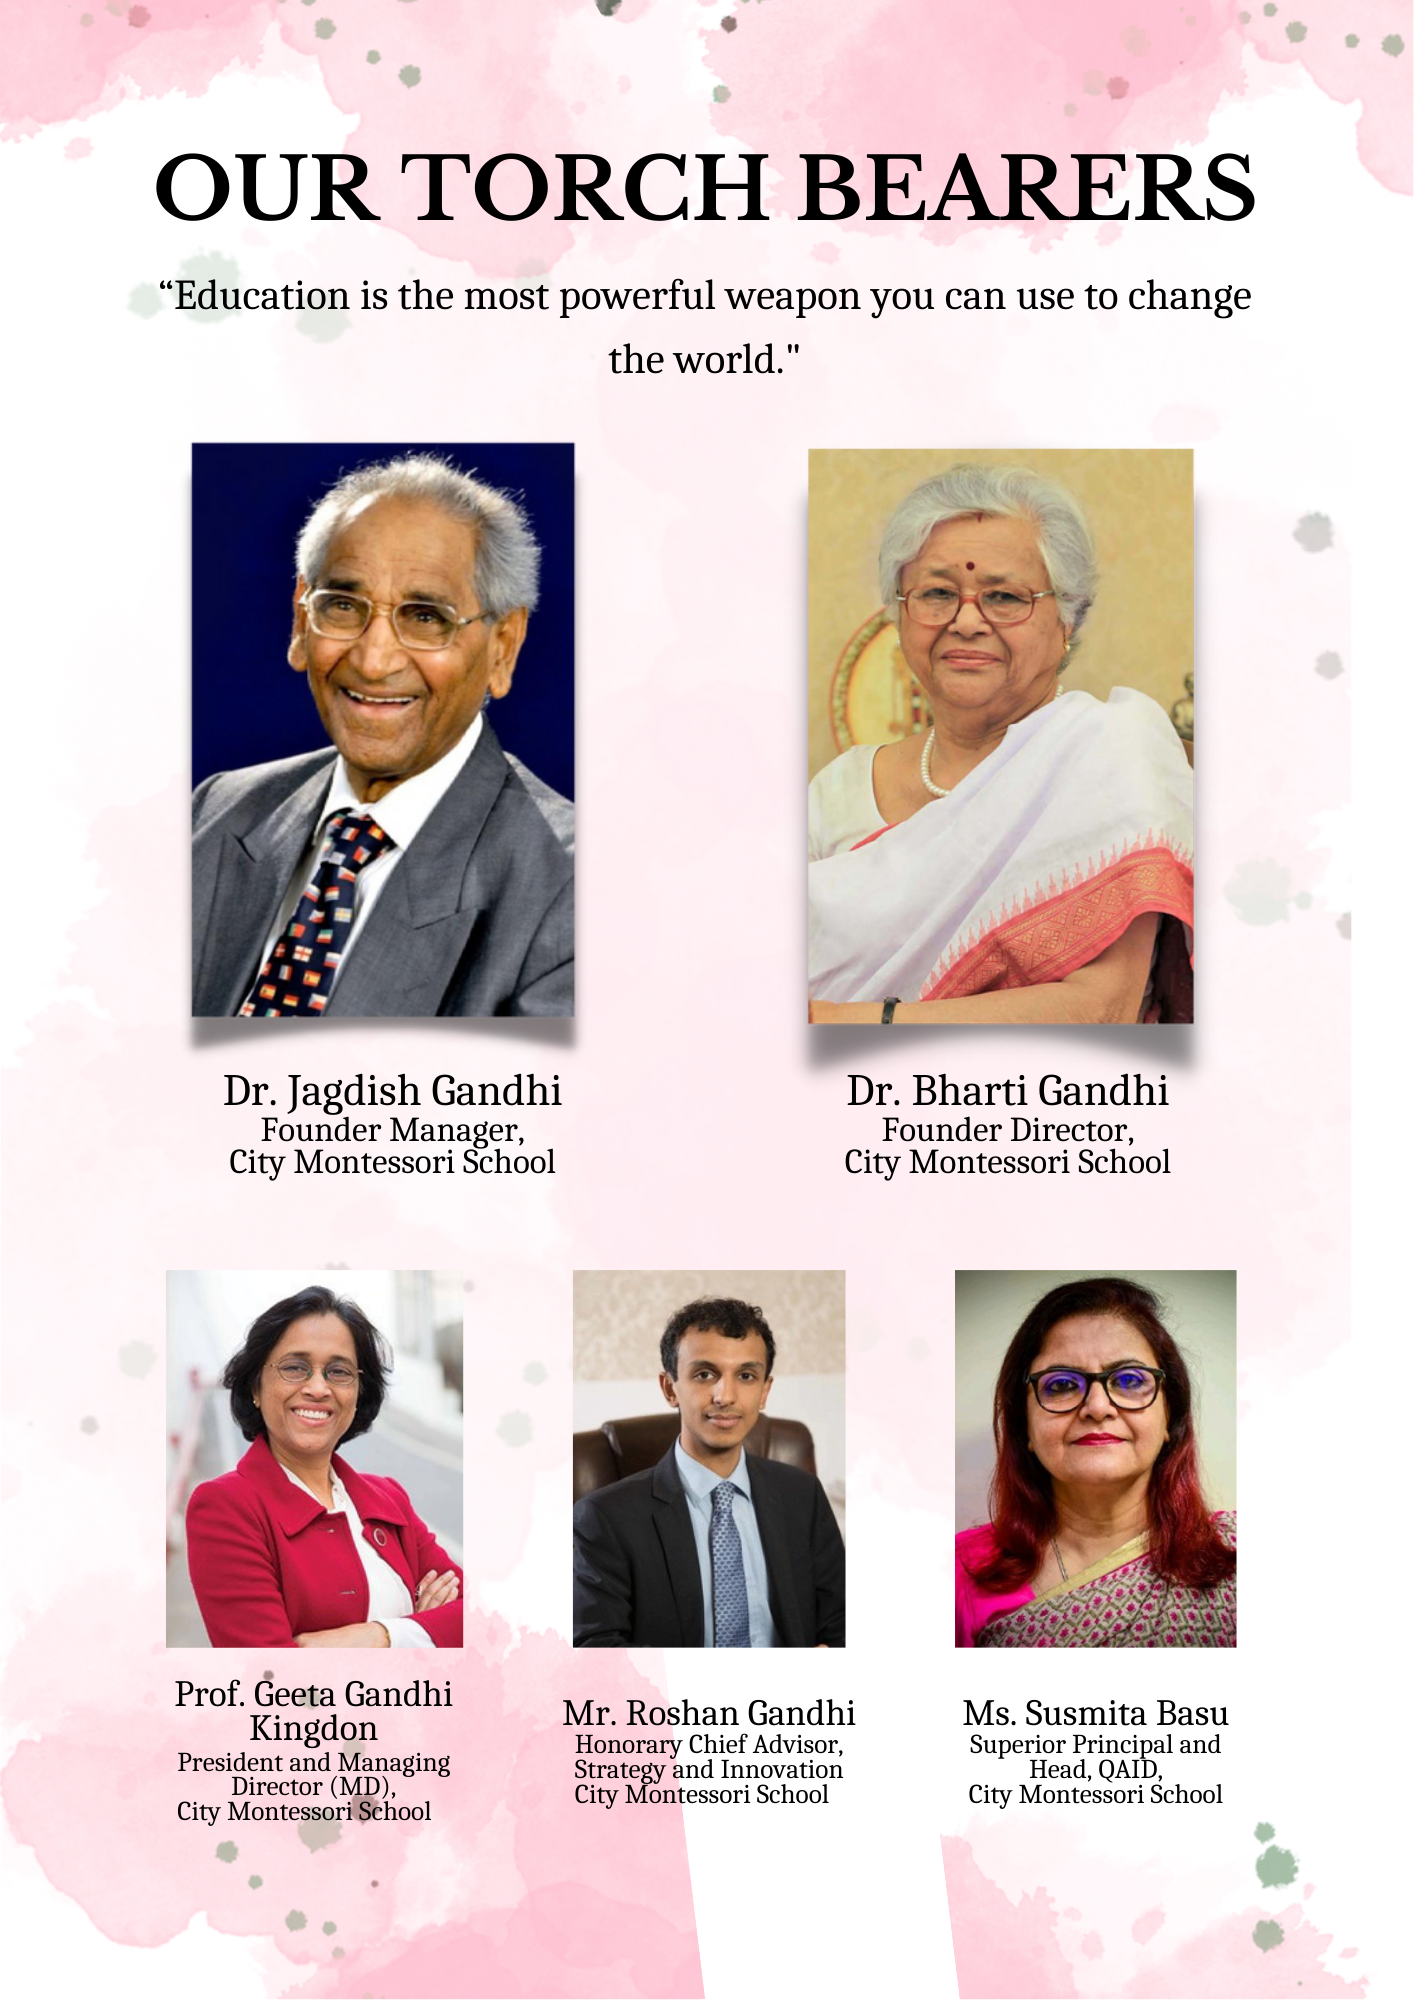 OUR TORCH BEARERS
“Education is the most powerful weapon you can use to change
the world."
Dr. Jagdish Gandhi
Founder Manager,
City Montessori School
Dr. Bharti Gandhi
Founder Director,
City Montessori School
Prof. Geeta Gandhi
Kingdon
President and Managing
Director (MD),
City Montessori School
Mr. Roshan Gandhi
Honorary Chief Advisor,
Strategy and Innovation
City Montessori School
Ms. Susmita Basu
Superior Principal and
Head, QAID,
City Montessori School